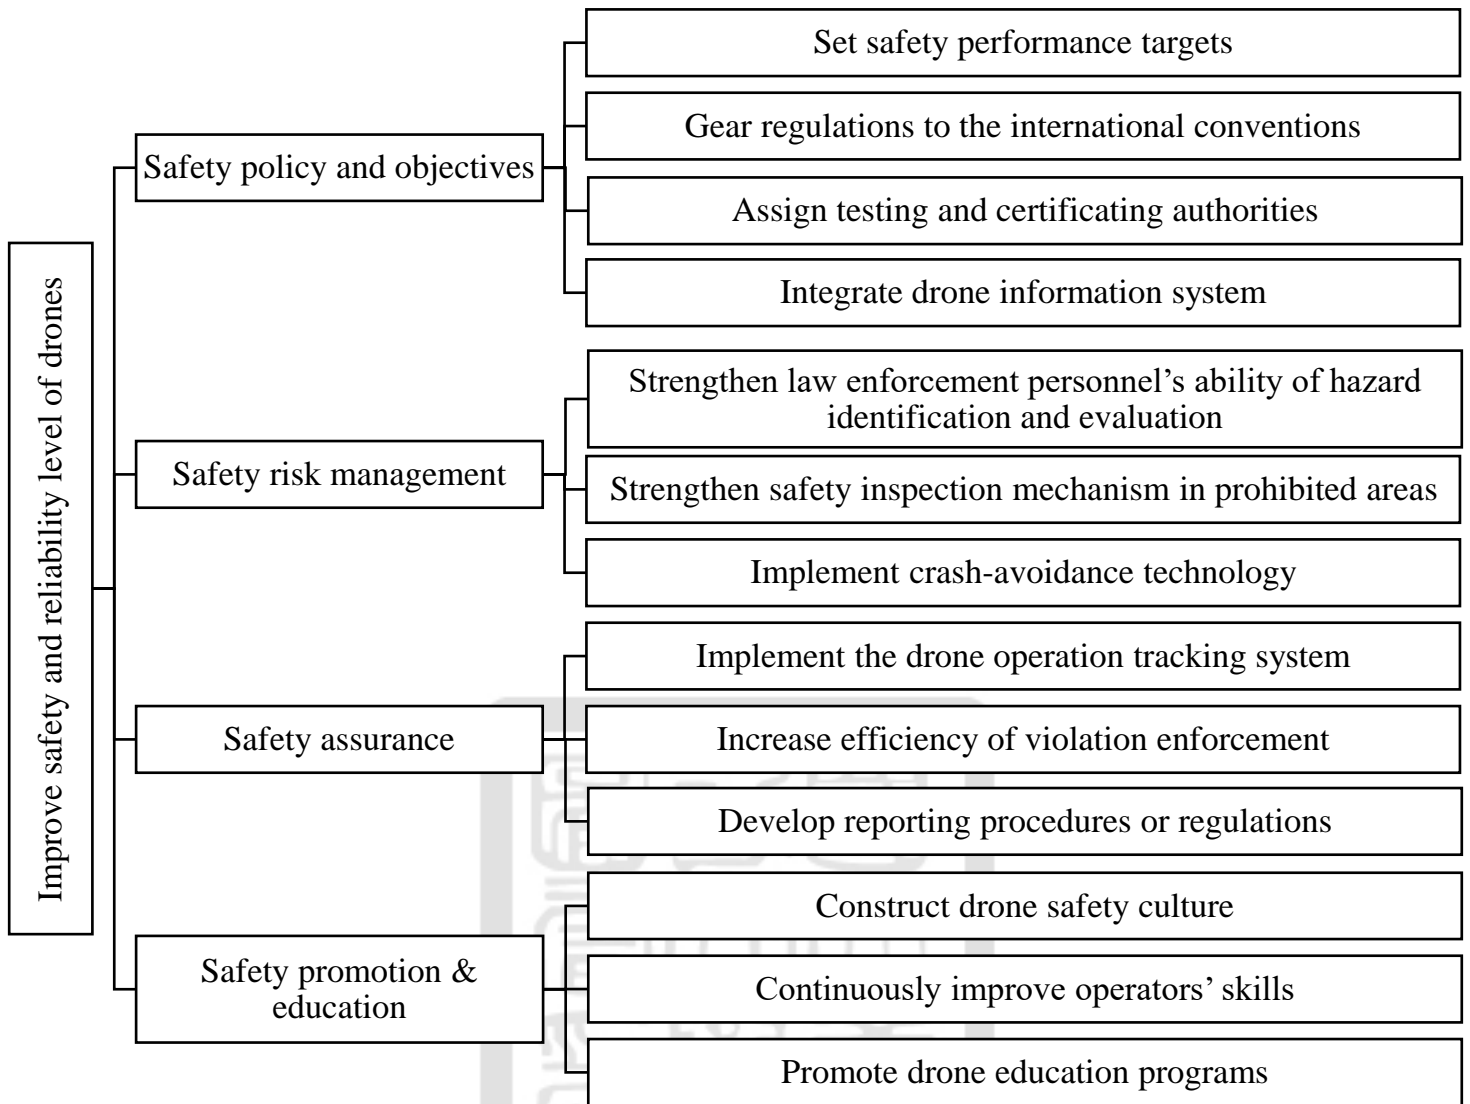 Improve safety and reliability level of drones
Safety policy and objectives
Set safety performance targets
Gear regulations to the international conventions
Assign testing and certificating authorities
Integrate drone information system
Safety risk management
Strengthen law enforcement personnel’s ability of hazard
identification and evaluation
Strengthen safety inspection mechanism in prohibited areas
Implement crash-avoidance technology
Safety assurance
Implement the drone operation tracking system
Increase efficiency of violation enforcement
Develop reporting procedures or regulations
Safety promotion &
education
Construct drone safety culture
Continuously improve operators’ skills
Promote drone education programs